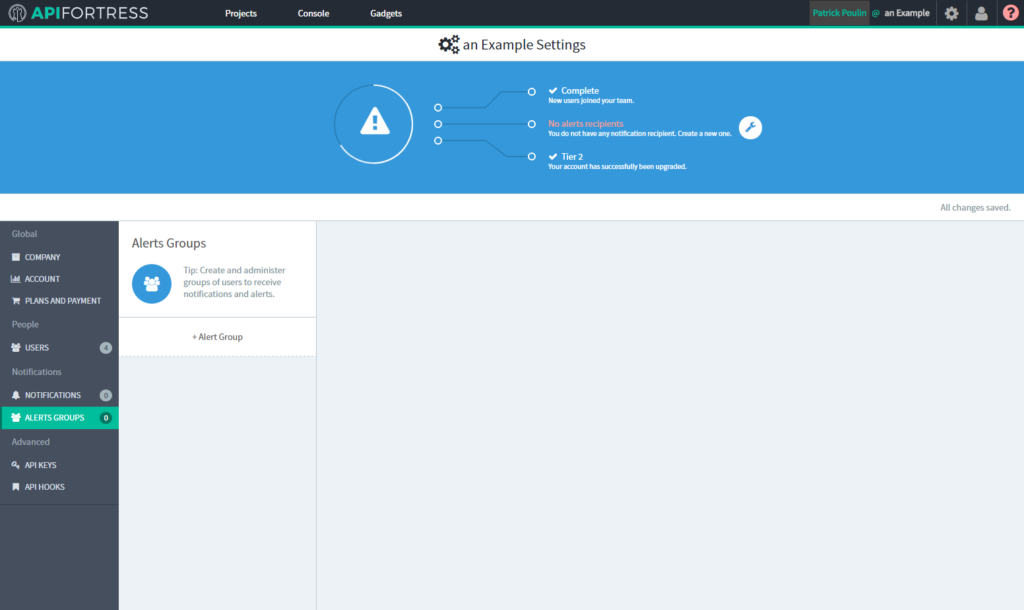 APIFORTRESS
Projects
Console
Gadgets
Patrick Poulin @ an Example
?
an Example Settings
Complete
New users joined your team.
No alerts recipients
You do not have any notification recipient. Create a new one.
Tier 2
Your account has successfully been upgraded.
All changes saved.
Global
COMPANY
ACCOUNT
PLANS AND PAYMENT
People
USERS 4
Notifications
NOTIFICATIONS 0
ALERTS GROUPS 0
Advanced
API KEYS
API HOOKS
Alerts Groups
Tip: Create and administer
groups of users to receive
notifications and alerts.
+ Alert Group